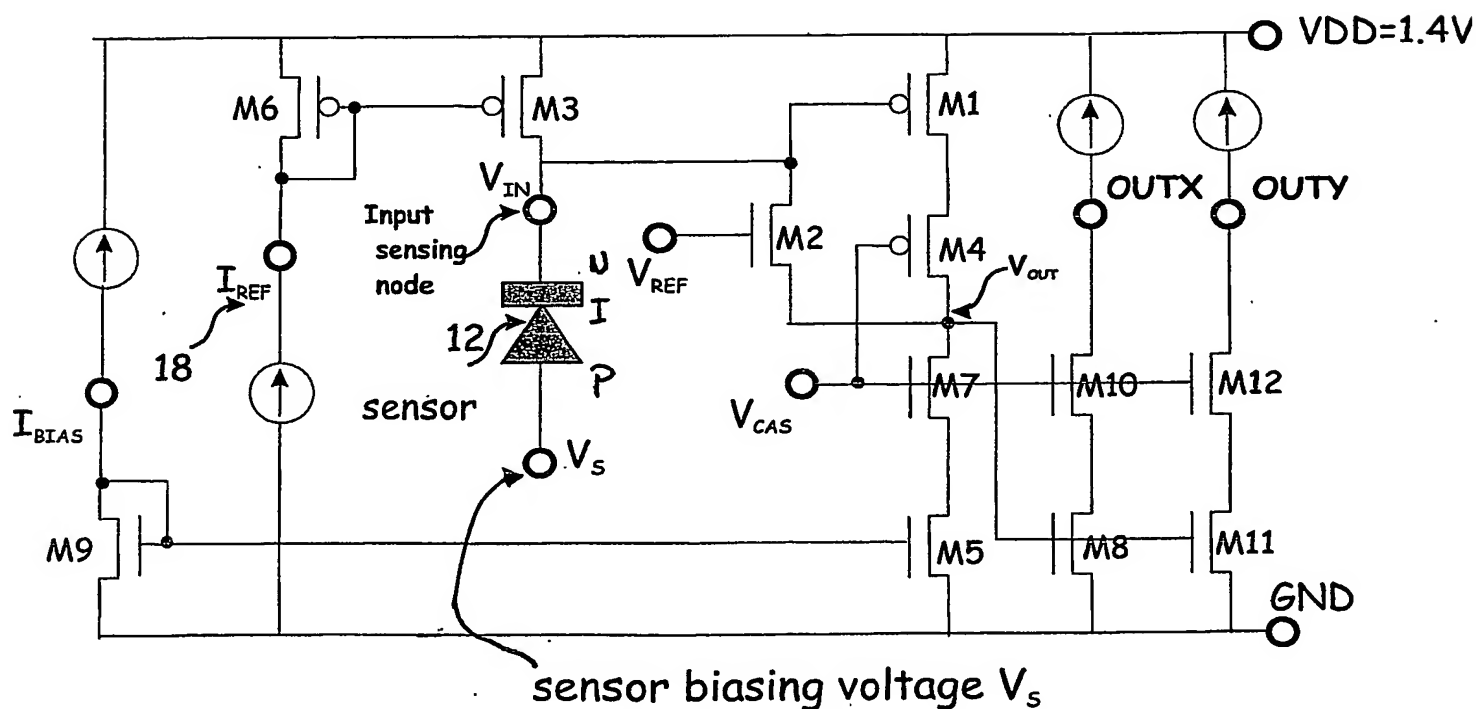 VDD=1.4V
M6
M3
M1
V_IN
OUTX
OUTY
Input
sensing
node
M2
M4
V_REF
V_OUT
I_REF
N
I
18
12
P
M7
M10
M12
sensor
V_CAS
I_BIAS
V_S
M9
M5
M8
M11
GND
sensor biasing voltage V_S